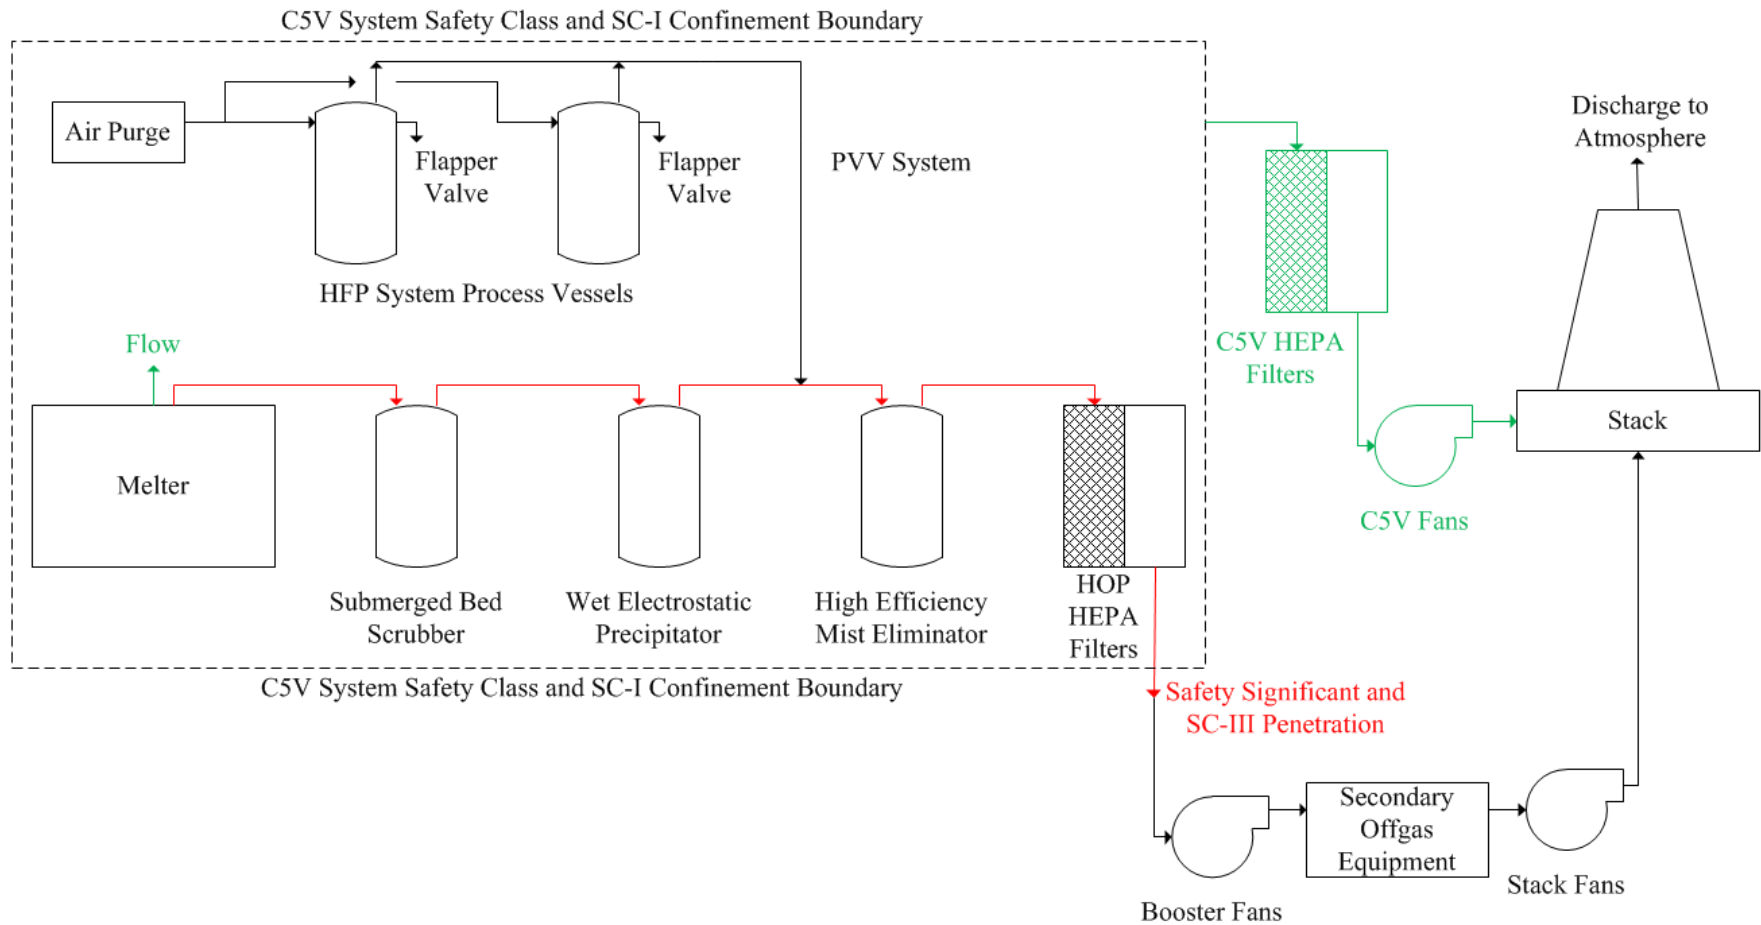 C5V System Safety Class and SC-I Confinement Boundary
Air Purge
Flapper
Valve
Flapper
Valve
PVV System
HFP System Process Vessels
Discharge to
Atmosphere
Flow
C5V HEPA
Filters
Melter
Stack
C5V Fans
Submerged Bed
Scrubber
Wet Electrostatic
Precipitator
High Efficiency
Mist Eliminator
HOP
HEPA
Filters
C5V System Safety Class and SC-I Confinement Boundary
Safety Significant and
SC-III Penetration
Secondary
Offgas
Equipment
Booster Fans
Stack Fans